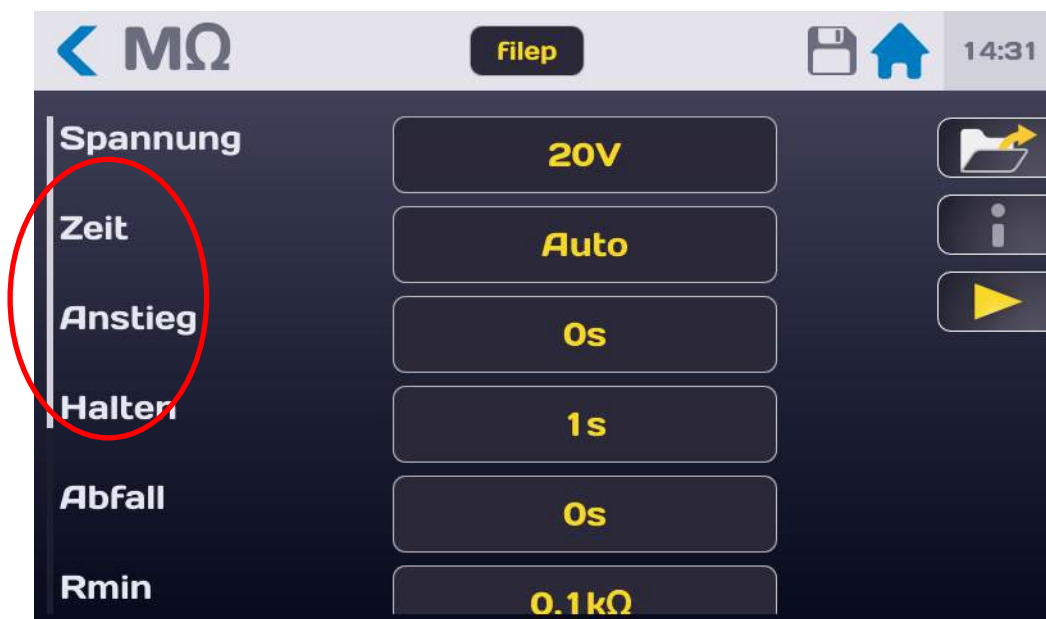 MΩ
filep
14:31
Spannung
20V
Zeit
Auto
Anstieg
0s
Halten
1s
Abfall
0s
Rmin
0.1kΩ